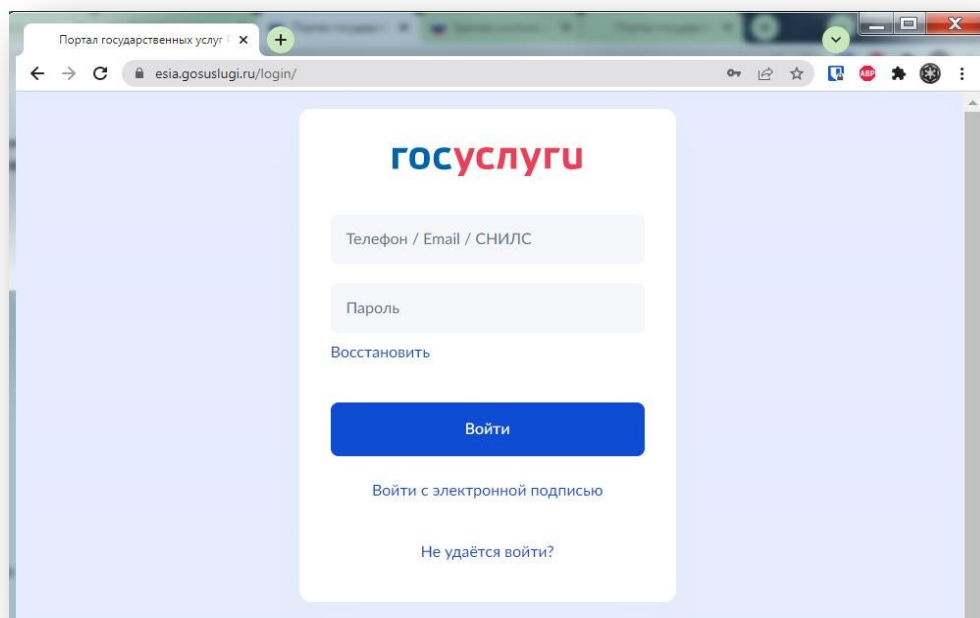 Портал государственных услуг Р
esia.gosuslugi.ru/login/
ABP
госуслуги
Телефон / Email / СНИЛС
Пароль
Восстановить
Войти
Войти с электронной подписью
Не удаётся войти?